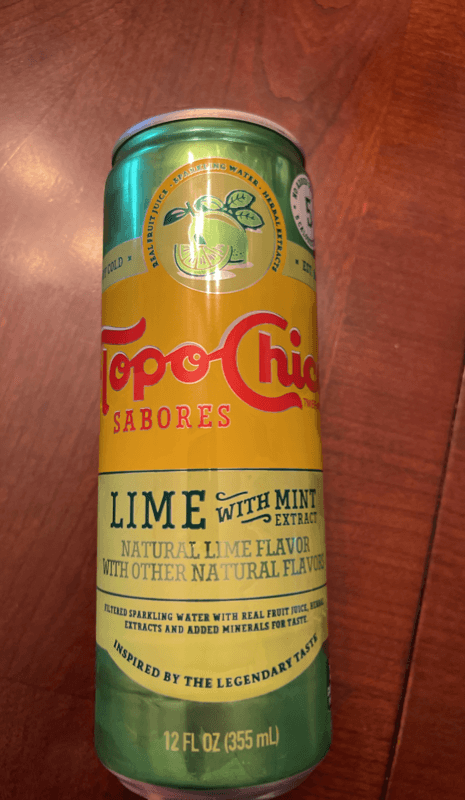 REAL FRUIT JUICE • SPARKLING WATER • HERBAL EXTRACTS
5
COLD
Topo Chic
SABORES
LIME WITH MINT
EXTRACT
NATURAL LIME FLAVOR
WITH OTHER NATURAL FLAVORS
FILTERED SPARKLING WATER WITH REAL FRUIT JUICE, HERBAL
EXTRACTS AND ADDED MINERALS FOR TASTE.
INSPIRED BY THE LEGENDARY TASTE
12 FL OZ (355 mL)